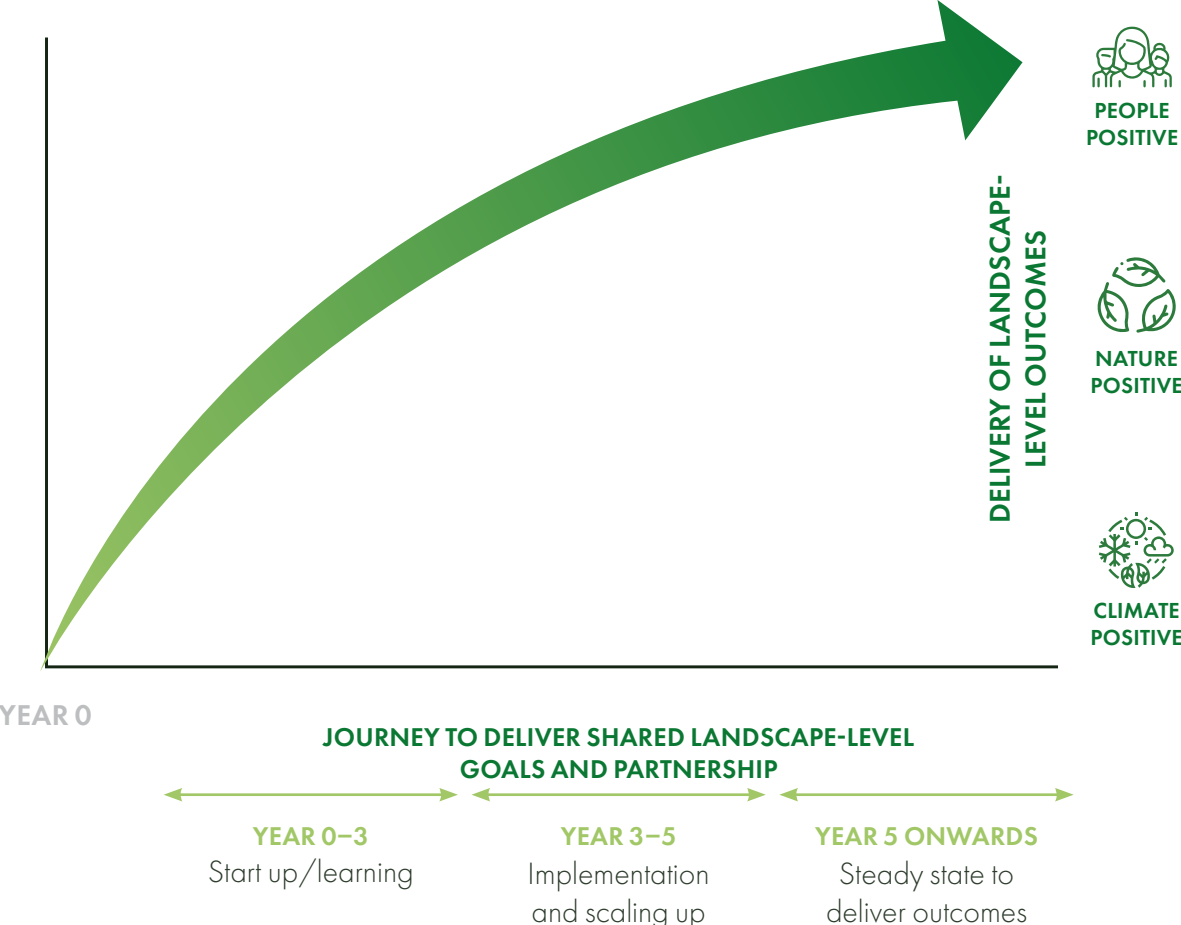 PEOPLE
POSITIVE
DELIVERY OF LANDSCAPE-
LEVEL OUTCOMES
NATURE
POSITIVE
CLIMATE
POSITIVE
YEAR 0
JOURNEY TO DELIVER SHARED LANDSCAPE-LEVEL
GOALS AND PARTNERSHIP
YEAR 0–3
Start up/learning
YEAR 3–5
Implementation
and scaling up
YEAR 5 ONWARDS
Steady state to
deliver outcomes